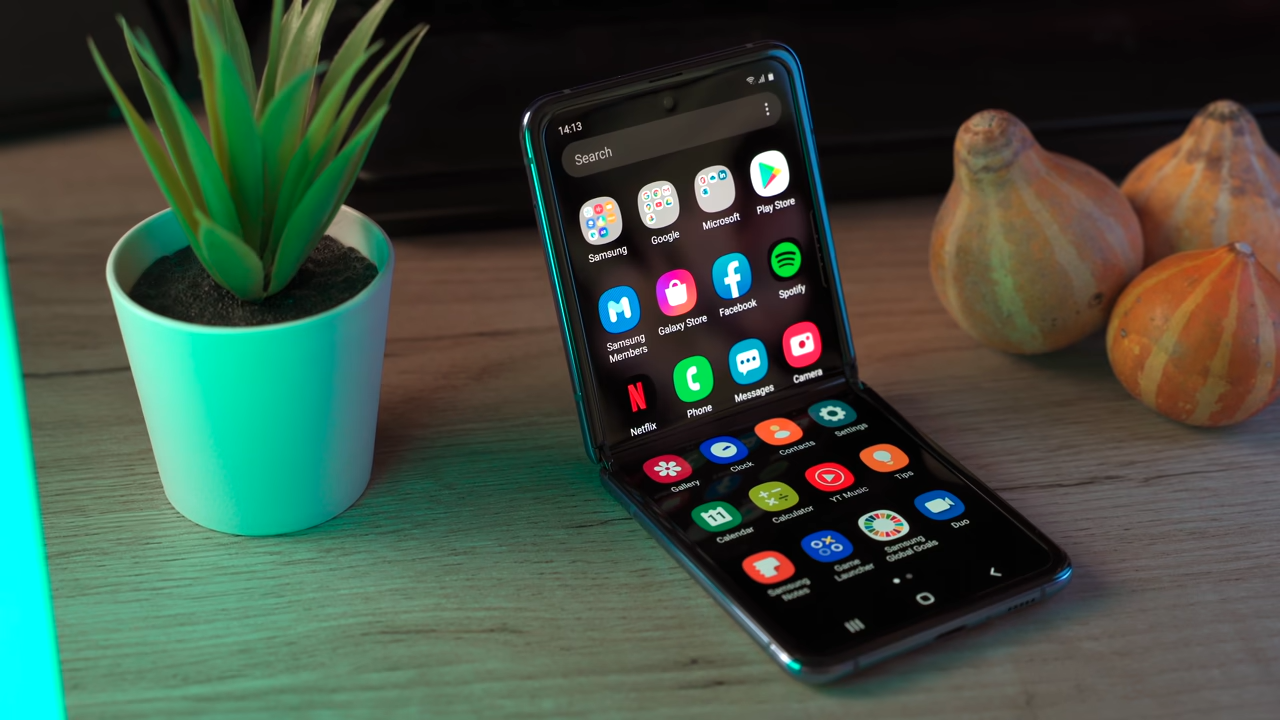 14:13
Search
Samsung
Google
Microsoft
Play Store
Samsung
Members
Galaxy Store
Facebook
Spotify
N
Netflix
Phone
Messages
Camera
Gallery
Clock
Contacts
Settings
11
Calendar
Calculator
YT Music
Tips
Samsung
Notes
Game
Launcher
Samsung
Global Goals
Duo